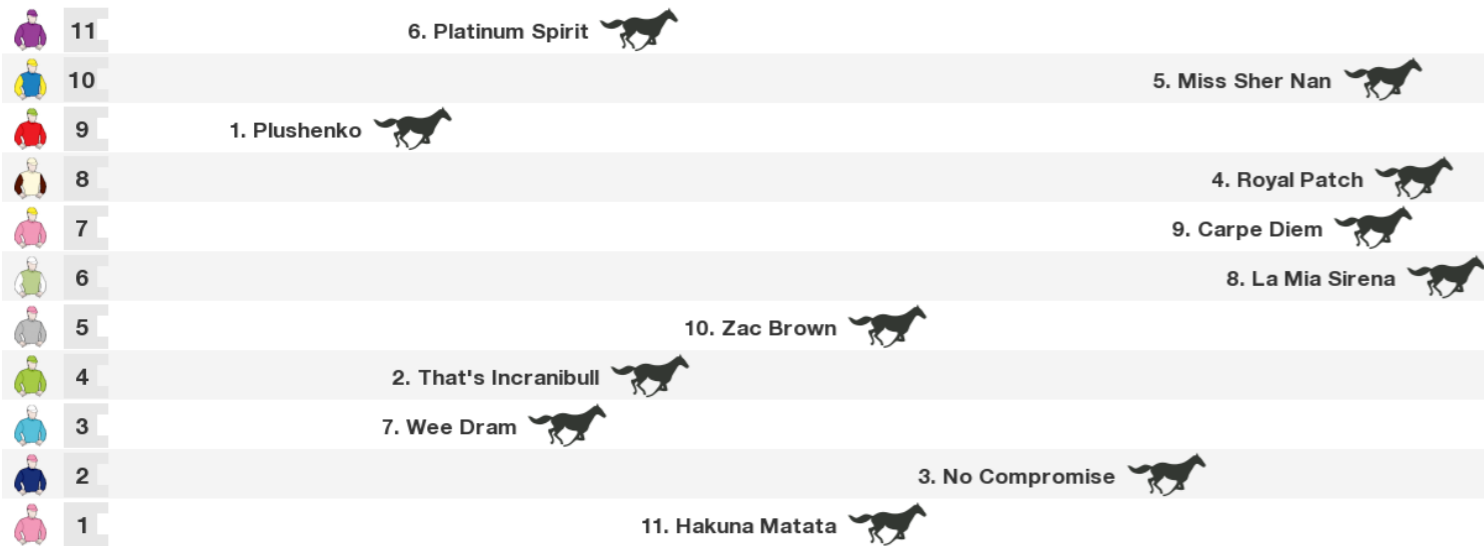 11 6. Platinum Spirit
10 5. Miss Sher Nan
9 1. Plushenko
8 4. Royal Patch
7 9. Carpe Diem
6 8. La Mia Sirena
5 10. Zac Brown
4 2. That's Incranibull
3 7. Wee Dram
2 3. No Compromise
1 11. Hakuna Matata